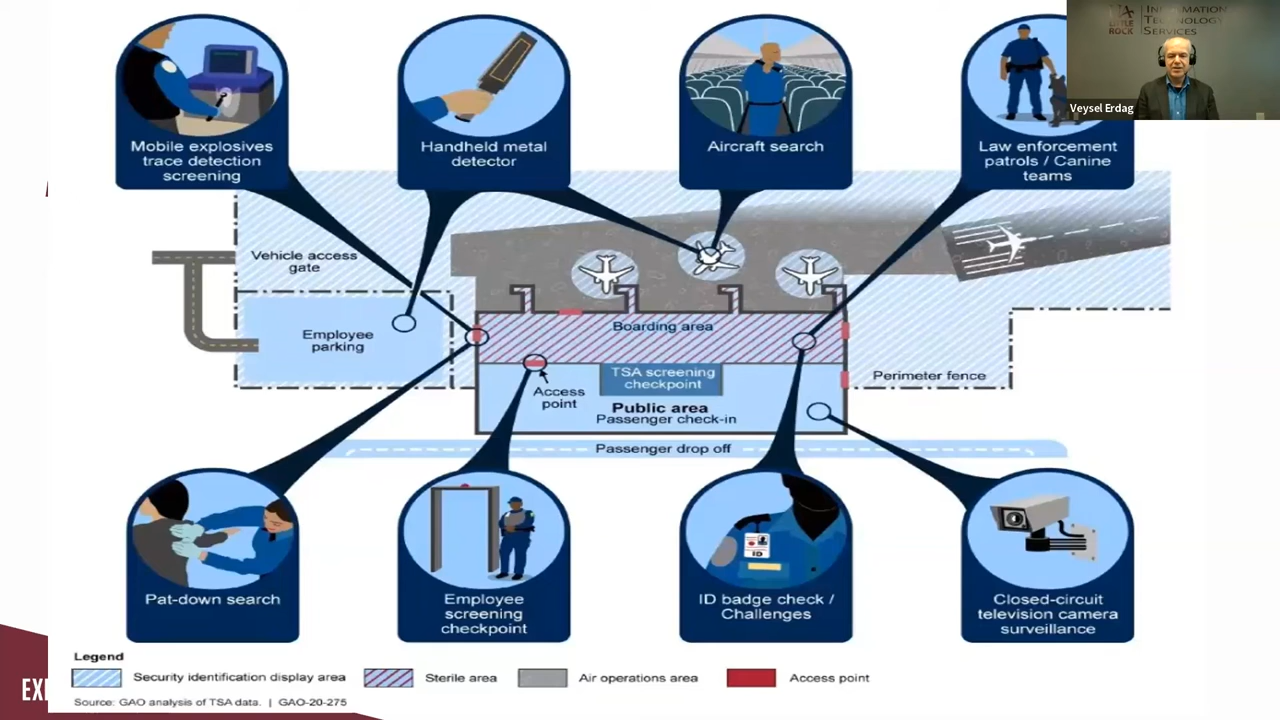 Mobile explosives
trace detection
screening
Handheld metal
detector
Aircraft search
Law enforcement
patrols / Canine
teams
INFORMATION
TECHNOLOGY
SERVICES
LITTLE
ROCK
Veysel Erdag
Vehicle access
gate
Employee
parking
Boarding area
TSA screening
checkpoint
Access
point
Public area
Passenger check-in
Perimeter fence
Passenger drop off
Pat-down search
Employee
screening
checkpoint
ID
ID badge check /
Challenges
Closed-circuit
television camera
surveillance
Legend
Security identification display area
Sterile area
Air operations area
Access point
Source: GAO analysis of TSA data. | GAO-20-275